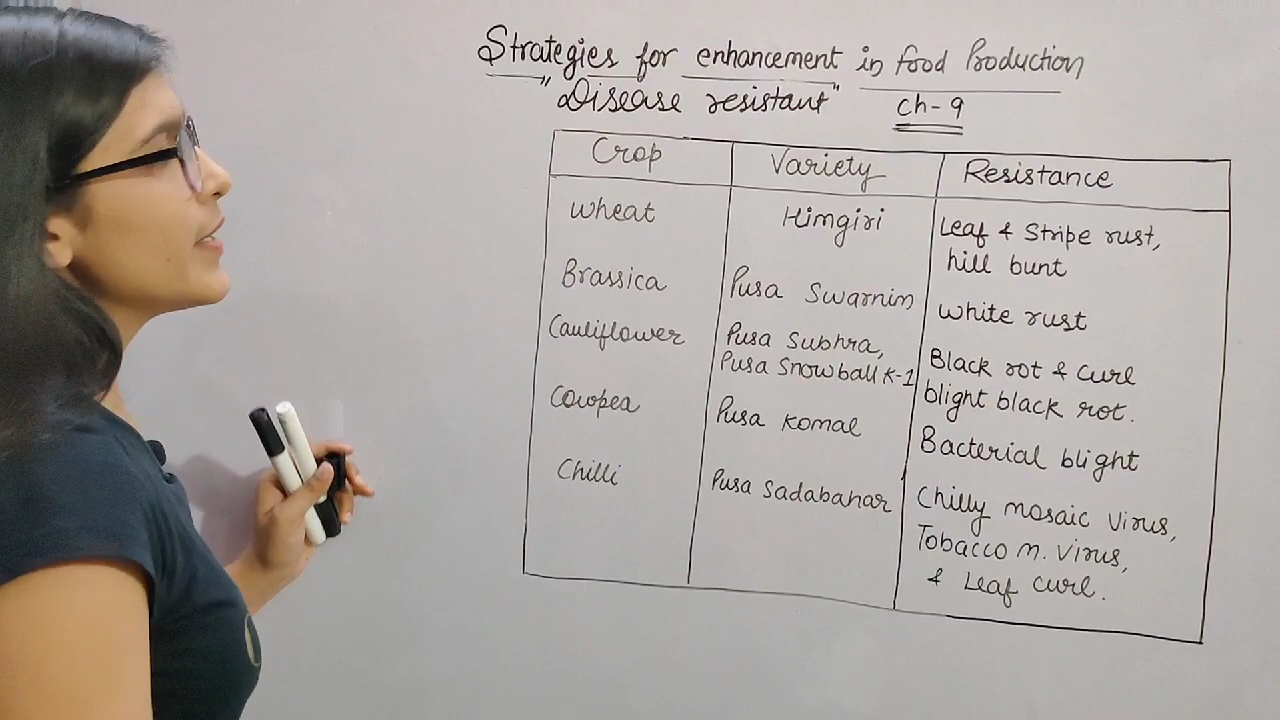 Strategies for enhancement in food Production
"Disease resistant" ch-9
Crop Variety Resistance
Wheat Himgiri Leaf & Stripe rust,
hill bunt
Brassica Pusa Swarnim White rust
Cauliflower Pusa Subhra, Black rot & Curl
Pusa Snowball K-1 blight black rot.
Cowpea Pusa Komal Bacterial blight
Chilli Pusa Sadabahar Chilly mosaic Virus,
Tobacco m. Virus,
& Leaf curl.